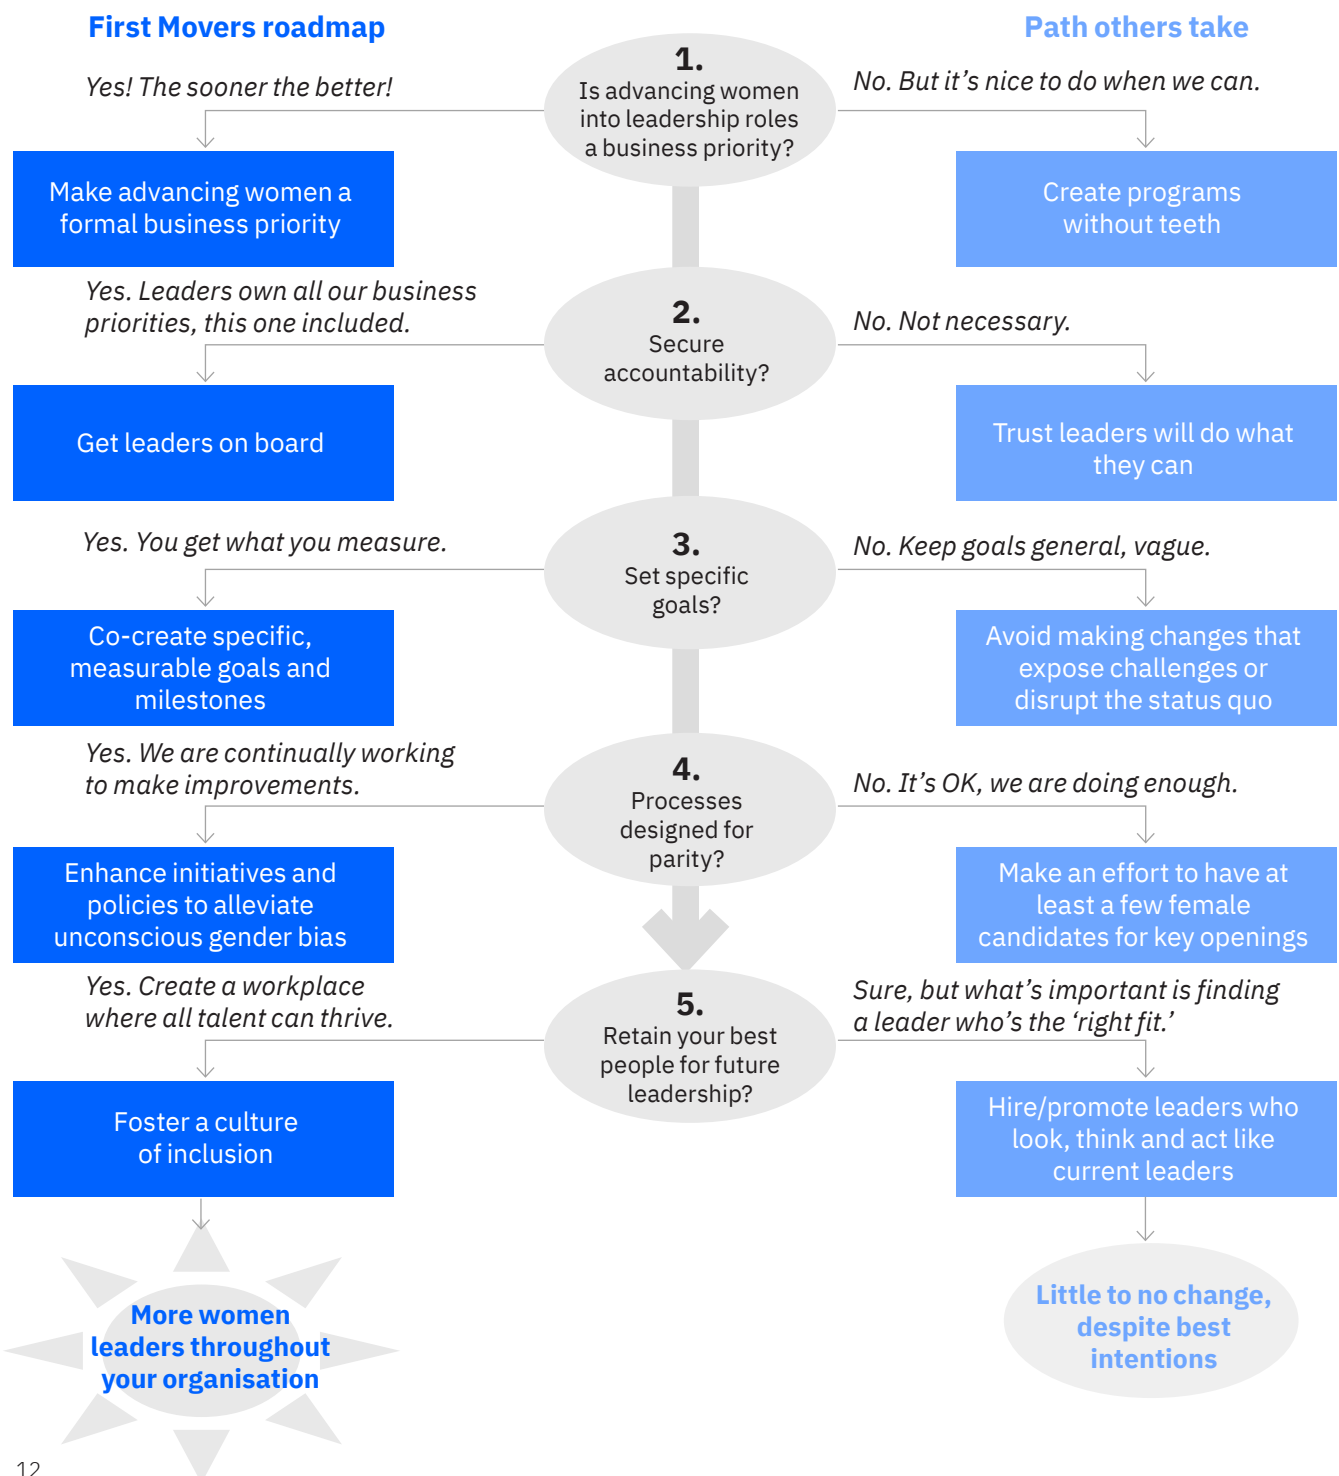 First Movers roadmap
Path others take
Yes! The sooner the better!
1.
Is advancing women
into leadership roles
a business priority?
No. But it’s nice to do when we can.
Make advancing women a
formal business priority
Create programs
without teeth
Yes. Leaders own all our business
priorities, this one included.
2.
Secure
accountability?
No. Not necessary.
Get leaders on board
Trust leaders will do what
they can
Yes. You get what you measure.
3.
Set specific
goals?
No. Keep goals general, vague.
Co-create specific,
measurable goals and
milestones
Avoid making changes that
expose challenges or
disrupt the status quo
Yes. We are continually working
to make improvements.
4.
Processes
designed for
parity?
No. It’s OK, we are doing enough.
Enhance initiatives and
policies to alleviate
unconscious gender bias
Make an effort to have at
least a few female
candidates for key openings
Yes. Create a workplace
where all talent can thrive.
5.
Retain your best
people for future
leadership?
Sure, but what’s important is finding
a leader who’s the ‘right fit.’
Foster a culture
of inclusion
Hire/promote leaders who
look, think and act like
current leaders
More women
leaders throughout
your organisation
Little to no change,
despite best
intentions
12